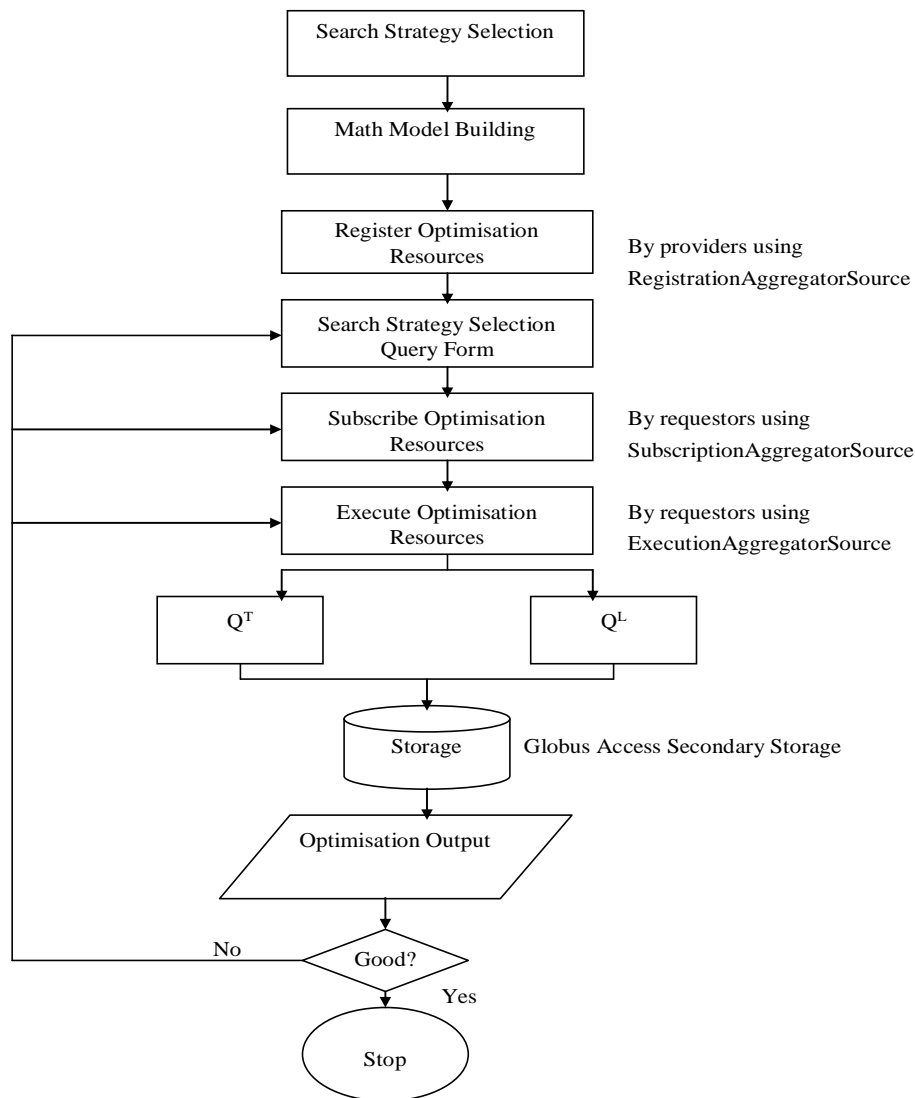 Search Strategy Selection
Math Model Building
Register Optimisation
Resources
By providers using
RegistrationAggregatorSource
Search Strategy Selection
Query Form
Subscribe Optimisation
Resources
By requestors using
SubscriptionAggregatorSource
Execute Optimisation
Resources
By requestors using
ExecutionAggregatorSource
Qᵀ
Qᴸ
Storage
Globus Access Secondary Storage
Optimisation Output
No
Good?
Yes
Stop